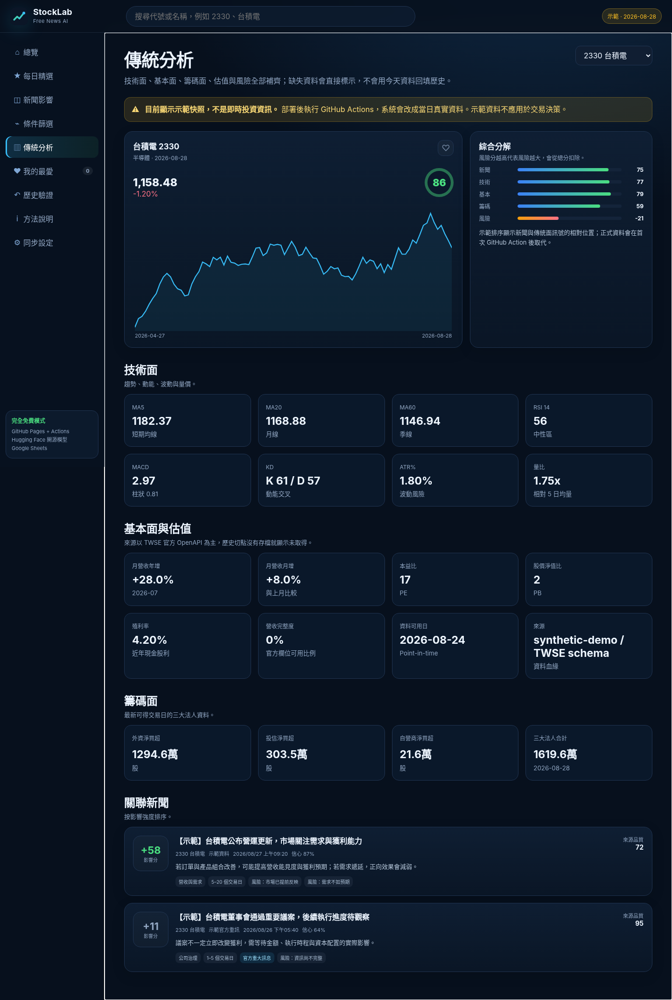 StockLab
Free News AI
搜尋代號或名稱，例如 2330、台積電
示範 · 2026-08-28
總覽
每日精選
新聞影響
條件篩選
傳統分析
我的最愛
0
歷史驗證
方法說明
同步設定
完全免費模式
GitHub Pages + Actions
Hugging Face 開源模型
Google Sheets
傳統分析
2330 台積電
技術面、基本面、籌碼面、估值與風險全部補齊；缺失資料會直接標示，不會用今天資料回填歷史。
目前顯示示範快照，不是即時投資資訊。 部署後執行 GitHub Actions，系統會改成當日真實資料。示範資料不應用於交易決策。
台積電 2330
半導體 · 2026-08-28
1,158.48
-1.20%
86
2026-04-27
2026-08-28
綜合分解
風險分越高代表風險越大，會從總分扣除。
新聞 75
技術 77
基本 79
籌碼 59
風險 -21
示範排序顯示新聞與傳統面訊號的相對位置；正式資料會在首
次 GitHub Action 後取代。
技術面
趨勢、動能、波動與量價。
MA5
1182.37
短期均線
MA20
1168.88
月線
MA60
1146.94
季線
RSI 14
56
中性區
MACD
2.97
柱狀 0.81
KD
K 61 / D 57
動能交叉
ATR%
1.80%
波動風險
量比
1.75x
相對 5 日均量
基本面與估值
來源以 TWSE 官方 OpenAPI 為主，歷史切點沒有存檔就顯示未取得。
月營收年增
+28.0%
2026-07
月營收月增
+8.0%
與上月比較
本益比
17
PE
股價淨值比
2
PB
殖利率
4.20%
近年現金股利
營收完整度
0%
官方欄位可用比例
資料可用日
2026-08-24
Point-in-time
來源
synthetic-demo /
TWSE schema
資料血緣
籌碼面
最新可得交易日的三大法人資料。
外資淨買超
1294.6萬
股
投信淨買超
303.5萬
股
自營商淨買超
21.6萬
股
三大法人合計
1619.6萬
2026-08-28
關聯新聞
按影響強度排序。
+58
影響分
【示範】台積電公布營運更新，市場關注需求與獲利能力
2330 台積電 示範資料 2026/08/27 上午09:20 信心 87%
若訂單與產品組合改善，可能提高營收能見度與獲利預期；若需求遞延，正向效果會減弱。
營收與需求 5–20 個交易日 風險：市場已提前反映 風險：需求不如預期
來源品質
72
+11
影響分
【示範】台積電董事會通過重要議案，後續執行進度待觀察
2330 台積電 示範官方重訊 2026/08/26 下午05:40 信心 64%
議案不一定立即改變獲利，需等待金額、執行時程與資本配置的實際影響。
公司治理 1–5 個交易日 官方重大訊息 風險：資訊尚不完整
來源品質
95